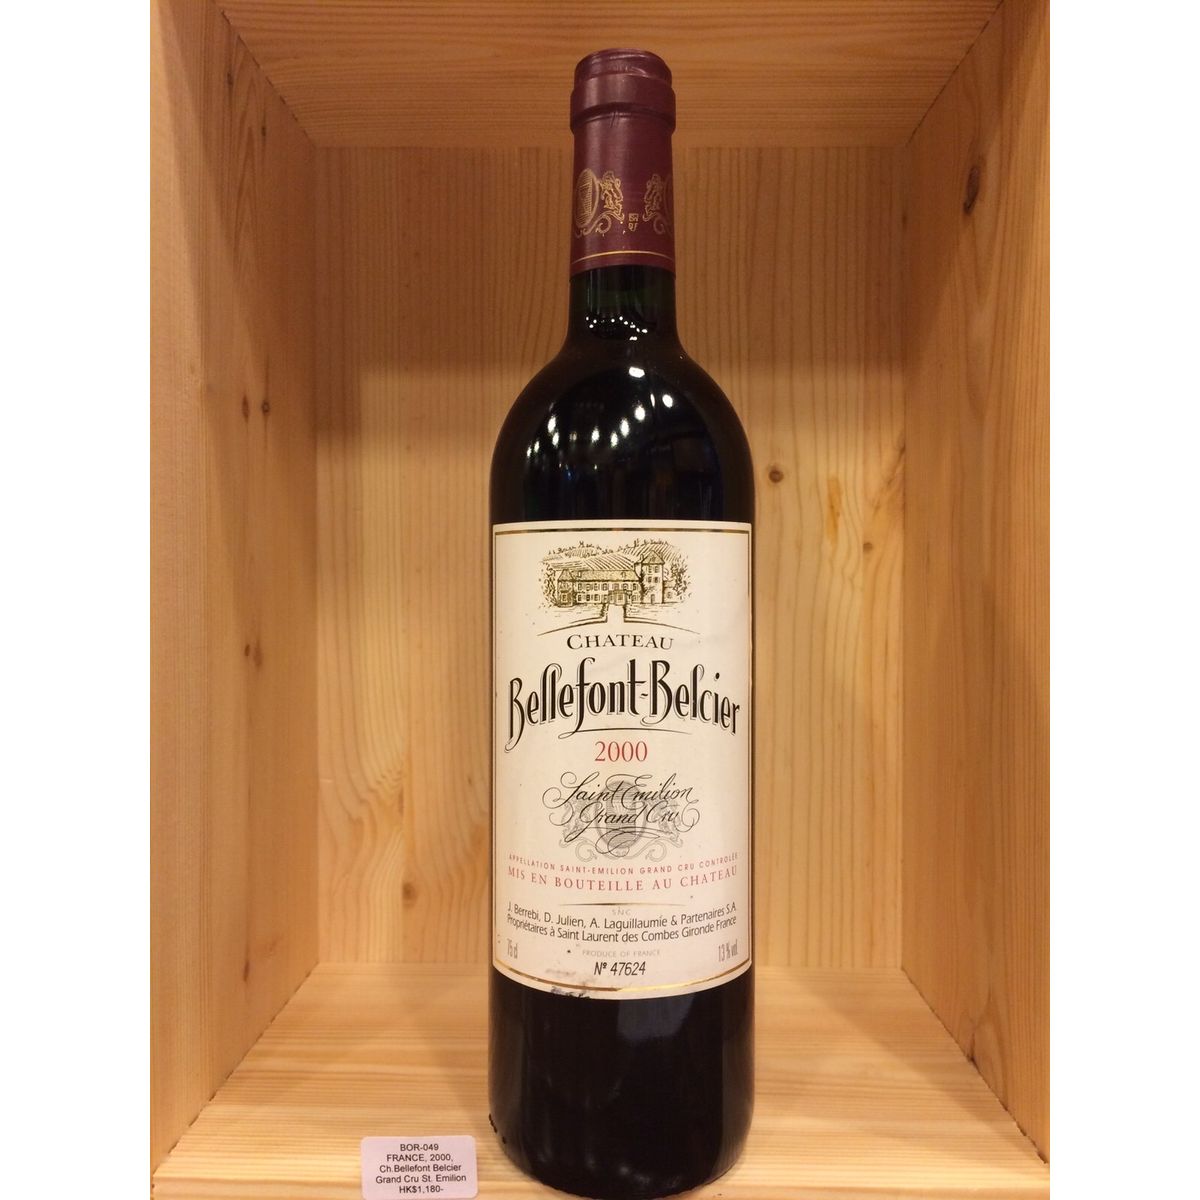 CHATEAU
Bellefont-Belcier
2000
Saint Emilion
Grand Cru
APPELLATION SAINT-EMILION GRAND CRU CONTROLÉE
MIS EN BOUTEILLE AU CHATEAU
SNC
J. Berrebi, D. Julien, A. Laguillaumie & Partenaires S.A.
Propriétaires à Saint Laurent des Combes Gironde France
75 cl PRODUCE OF FRANCE 13 % vol.
Nº 47624
BOR-049
FRANCE, 2000,
Ch.Bellefont Belcier
Grand Cru St. Emilion
HK$1,180-